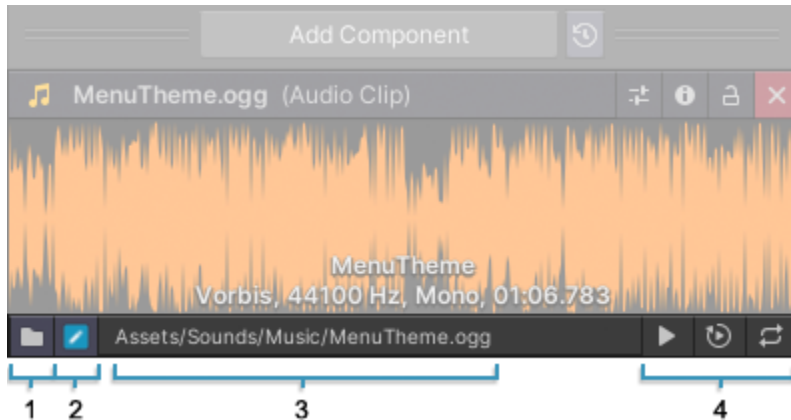 Add Component
MenuTheme.ogg (Audio Clip)
MenuTheme
Vorbis, 44100 Hz, Mono, 01:06.783
Assets/Sounds/Music/MenuTheme.ogg
1 2 3 4